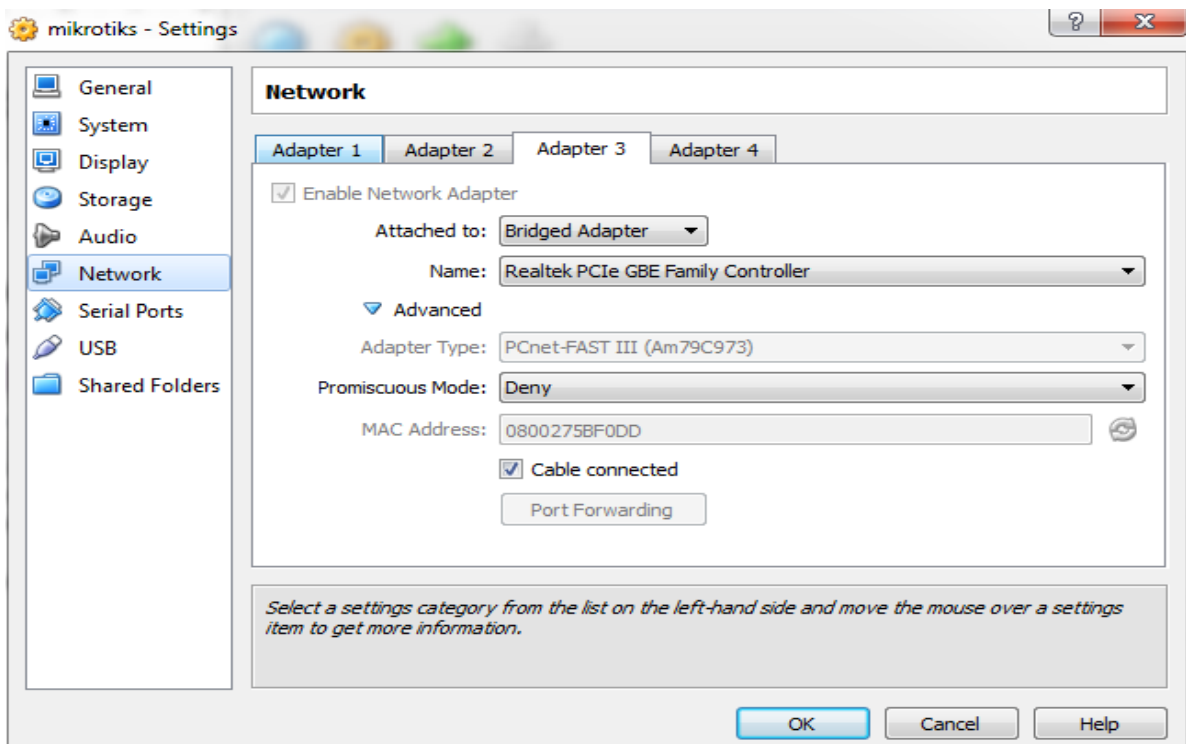 mikrotiks - Settings
General
System
Display
Storage
Audio
Network
Serial Ports
USB
Shared Folders
Network
Adapter 1 Adapter 2 Adapter 3 Adapter 4
Enable Network Adapter
Attached to: Bridged Adapter
Name: Realtek PCIe GBE Family Controller
Advanced
Adapter Type: PCnet-FAST III (Am79C973)
Promiscuous Mode: Deny
MAC Address: 0800275BF0DD
Cable connected
Port Forwarding
Select a settings category from the list on the left-hand side and move the mouse over a settings
item to get more information.
OK Cancel Help